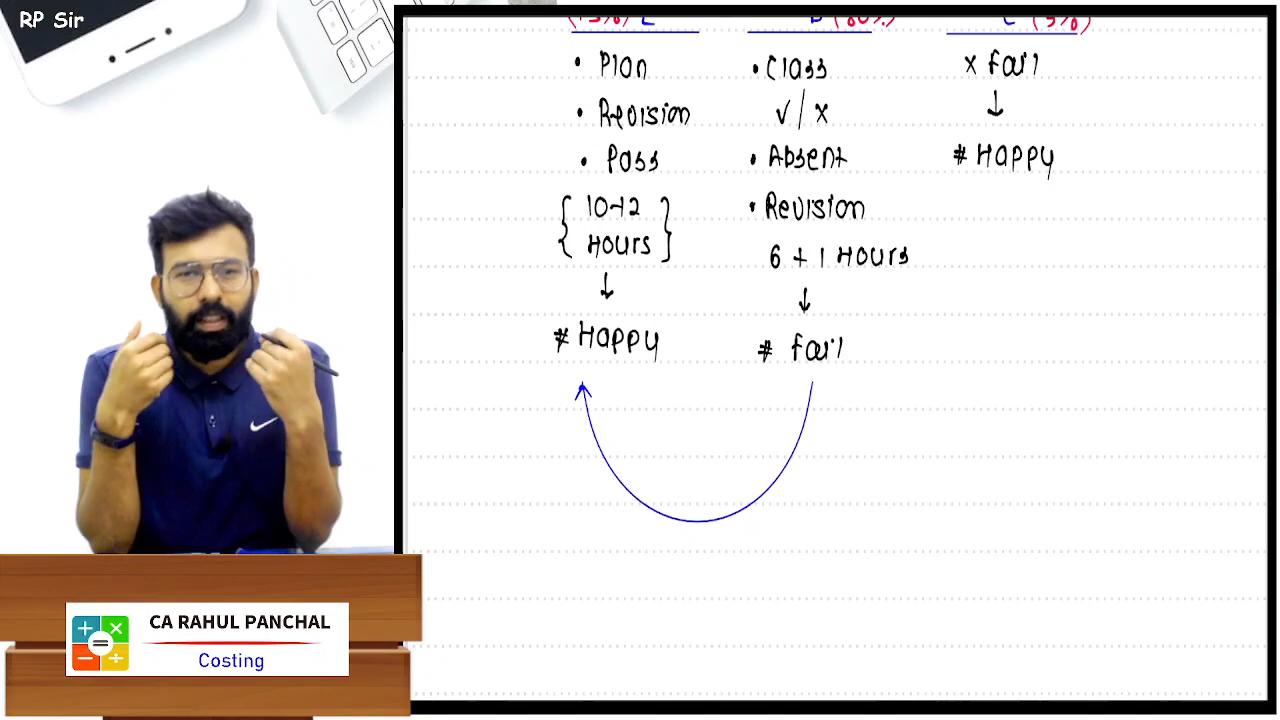 RP Sir
• Plan
• Revision
• Pass
{ 10-12
Hours }
↓
# Happy
• Class
✓ / x
• Absent
• Revision
6 + 1 Hours
↓
# fail
x fail
↓
# Happy
CA RAHUL PANCHAL
Costing